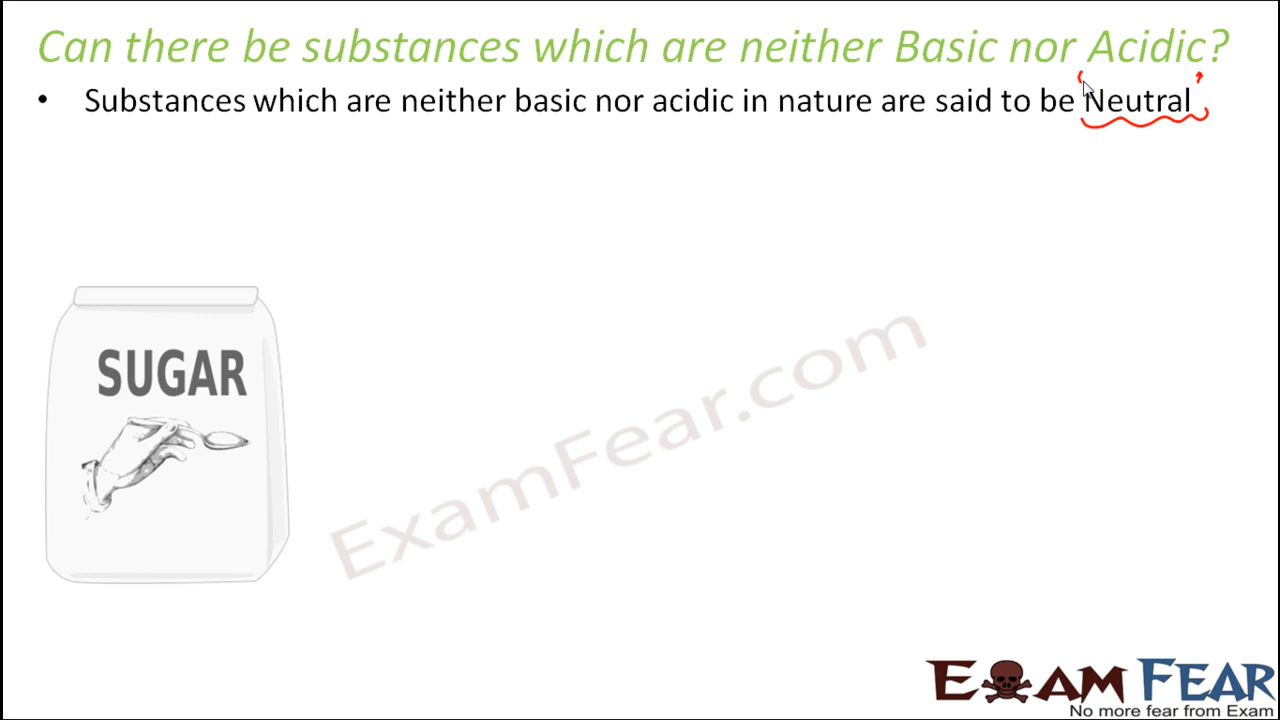 Can there be substances which are neither Basic nor Acidic?
• Substances which are neither basic nor acidic in nature are said to be Neutral
SUGAR
ExamFear.com
EXAM FEAR
No more fear from Exam